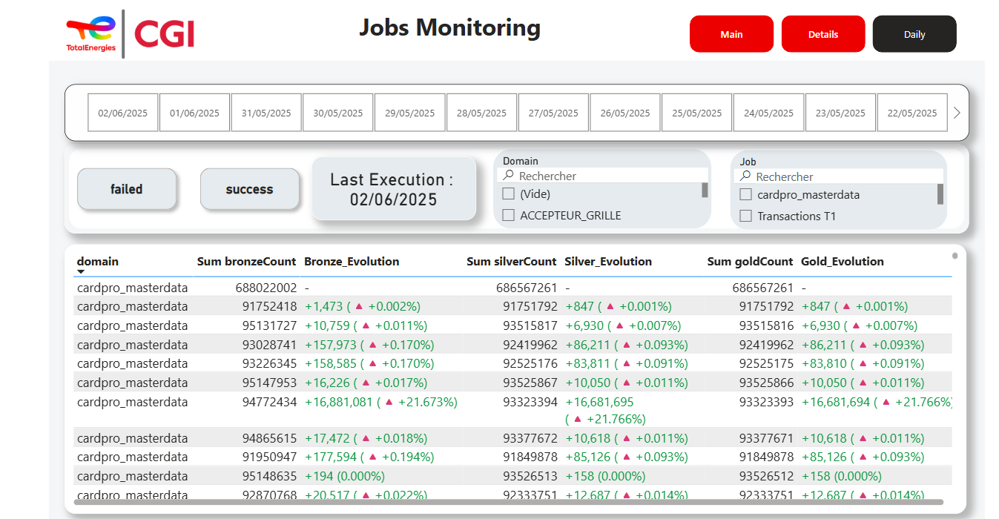 TotalEnergies
CGI
Jobs Monitoring
Main
Details
Daily
02/06/2025 01/06/2025 31/05/2025 30/05/2025 29/05/2025 28/05/2025 27/05/2025 26/05/2025 25/05/2025 24/05/2025 23/05/2025 22/05/2025
failed
success
Last Execution :
02/06/2025
Domain
Rechercher
(Vide)
ACCEPTEUR_GRILLE
Job
Rechercher
cardpro_masterdata
Transactions T1
domain Sum bronzeCount Bronze_Evolution Sum silverCount Silver_Evolution Sum goldCount Gold_Evolution
cardpro_masterdata 688022002 - 686567261 - 686567261 -
cardpro_masterdata 91752418 +1,473 ( 🔺 +0.002%) 91751792 +847 ( 🔺 +0.001%) 91751792 +847 ( 🔺 +0.001%)
cardpro_masterdata 95131727 +10,759 ( 🔺 +0.011%) 93515817 +6,930 ( 🔺 +0.007%) 93515816 +6,930 ( 🔺 +0.007%)
cardpro_masterdata 93028741 +157,973 ( 🔺 +0.170%) 92419962 +86,211 ( 🔺 +0.093%) 92419962 +86,211 ( 🔺 +0.093%)
cardpro_masterdata 93226345 +158,585 ( 🔺 +0.170%) 92525176 +83,811 ( 🔺 +0.091%) 92525175 +83,810 ( 🔺 +0.091%)
cardpro_masterdata 95147953 +16,226 ( 🔺 +0.017%) 93525867 +10,050 ( 🔺 +0.011%) 93525866 +10,050 ( 🔺 +0.011%)
cardpro_masterdata 94772434 +16,881,081 ( 🔺 +21.673%) 93323394 +16,681,695 93323393 +16,681,694 ( 🔺 +21.766%)
( 🔺 +21.766%)
cardpro_masterdata 94865615 +17,472 ( 🔺 +0.018%) 93377672 +10,618 ( 🔺 +0.011%) 93377671 +10,618 ( 🔺 +0.011%)
cardpro_masterdata 91950947 +177,594 ( 🔺 +0.194%) 91849878 +85,126 ( 🔺 +0.093%) 91849878 +85,126 ( 🔺 +0.093%)
cardpro_masterdata 95148635 +194 (0.000%) 93526513 +158 (0.000%) 93526512 +158 (0.000%)
cardpro_masterdata 92870768 +20,517 ( 🔺 +0.022%) 92333751 +12,687 ( 🔺 +0.014%) 92333751 +12,687 ( 🔺 +0.014%)